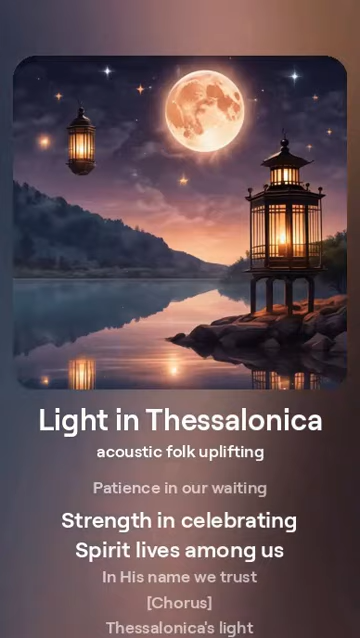 Light in Thessalonica
acoustic folk uplifting
Patience in our waiting
Strength in celebrating
Spirit lives among us
In His name we trust
[Chorus]
Thessalonica's light